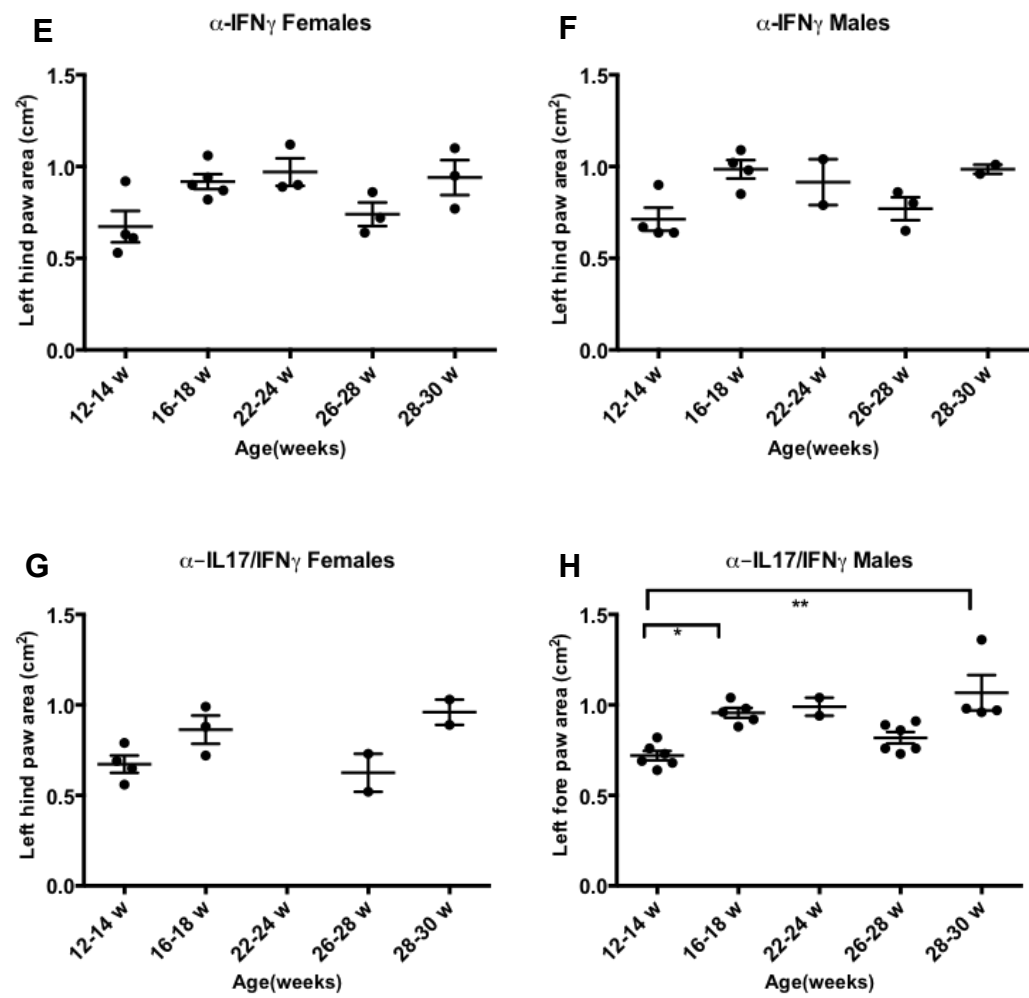 E
α-IFNγ Females
Left hind paw area (cm²)
1.5
1.0
0.5
0.0
12-14 w
16-18 w
22-24 w
26-28 w
28-30 w
Age(weeks)
F
α-IFNγ Males
Left hind paw area (cm²)
1.5
1.0
0.5
0.0
12-14 w
16-18 w
22-24 w
26-28 w
28-30 w
Age(weeks)
G
α−IL17/IFNγ Females
Left hind paw area (cm²)
1.5
1.0
0.5
0.0
12-14 w
16-18 w
22-24 w
26-28 w
28-30 w
Age(weeks)
H
α−IL17/IFNγ Males
**
*
Left fore paw area (cm²)
1.5
1.0
0.5
0.0
12-14 w
16-18 w
22-24 w
26-28 w
28-30 w
Age(weeks)